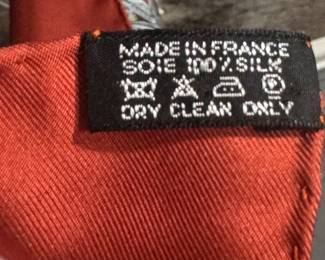 MADE IN FRANCE
SOIE 100% SILK
DRY CLEAN ONLY